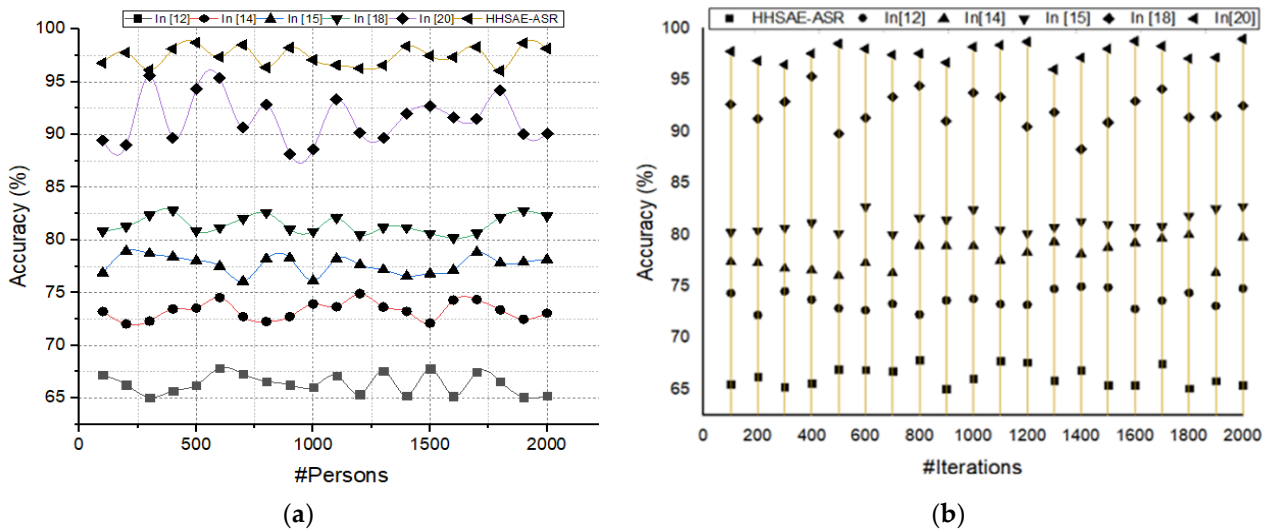 In [12] In [14] In [15] In [18] In [20] HHSAE-ASR
100
95
90
85
80
75
70
65
Accuracy (%)
500 1000 1500 2000
#Persons
(a)
HHSAE-ASR In[12] In[14] In [15] In [18] In[20]
100
95
90
85
80
75
70
65
Accuracy (%)
0 200 400 600 800 1000 1200 1400 1600 1800 2000
#Iterations
(b)